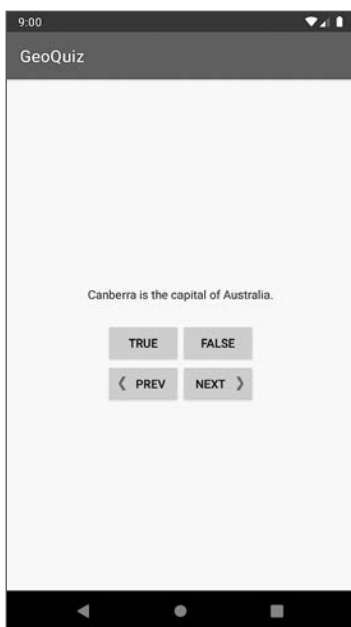 9:00
GeoQuiz
Canberra is the capital of Australia.
TRUE FALSE
PREV NEXT